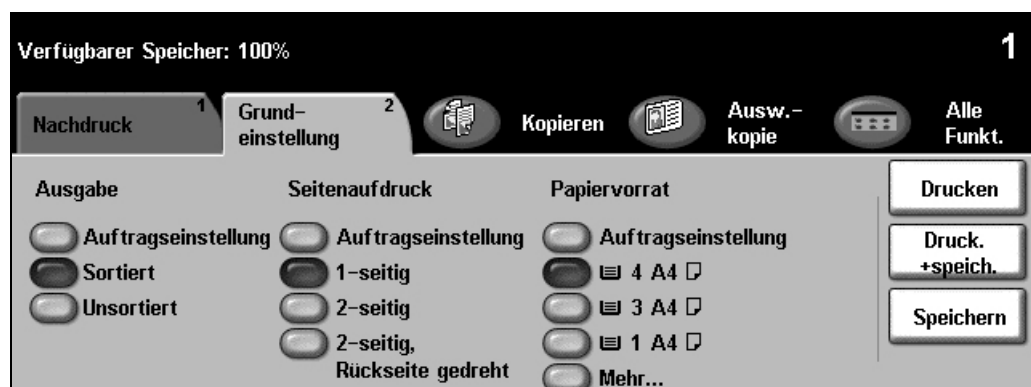 Verfügbarer Speicher: 100%
1
Nachdruck 1
Grund- 2
einstellung
Kopieren
Ausw.-
kopie
Alle
Funkt.
Ausgabe
Auftragseinstellung
Sortiert
Unsortiert
Seitenaufdruck
Auftragseinstellung
1-seitig
2-seitig
2-seitig,
Rückseite gedreht
Papiervorrat
Auftragseinstellung
4 A4
3 A4
1 A4
Mehr...
Drucken
Druck.
+speich.
Speichern